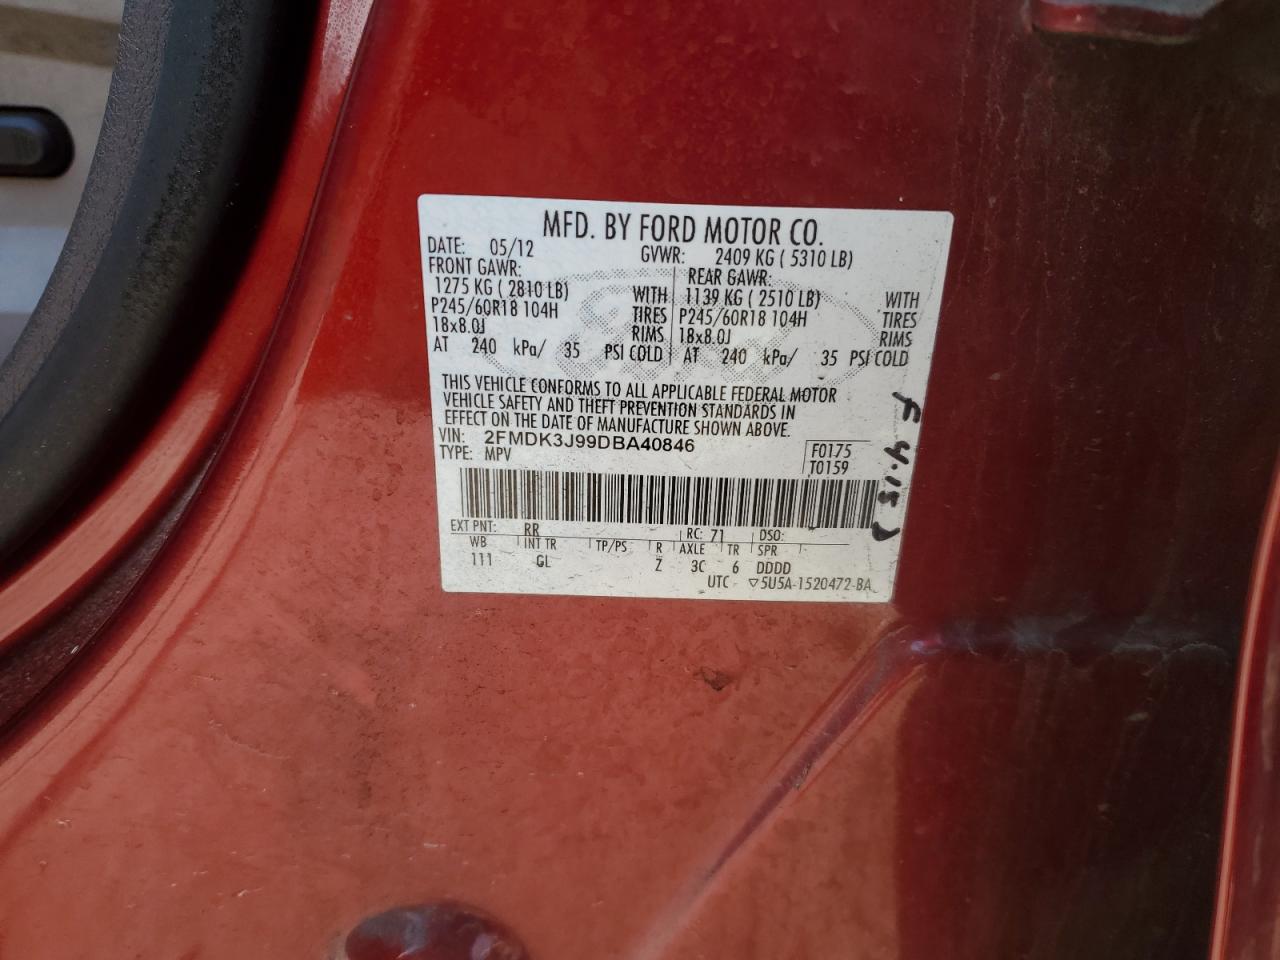 MFD. BY FORD MOTOR CO.
DATE: 05/12 GVWR: 2409 KG ( 5310 LB)
FRONT GAWR: REAR GAWR:
1275 KG ( 2810 LB) WITH 1139 KG ( 2510 LB) WITH
P245/60R18 104H TIRES P245/60R18 104H TIRES
18x8.0J RIMS 18x8.0J RIMS
AT 240 kPa/ 35 PSI COLD AT 240 kPa/ 35 PSI COLD
THIS VEHICLE CONFORMS TO ALL APPLICABLE FEDERAL MOTOR
VEHICLE SAFETY AND THEFT PREVENTION STANDARDS IN
EFFECT ON THE DATE OF MANUFACTURE SHOWN ABOVE.
VIN: 2FMDK3J99DBA40846
TYPE: MPV
F0175
T0159
EXT PNT: RR RC: 71 DSO:
WB INT TR TP/PS R AXLE TR SPR
111 GL Z 3C 6 DDDD
UTC ▽5U5A-1520472-BA